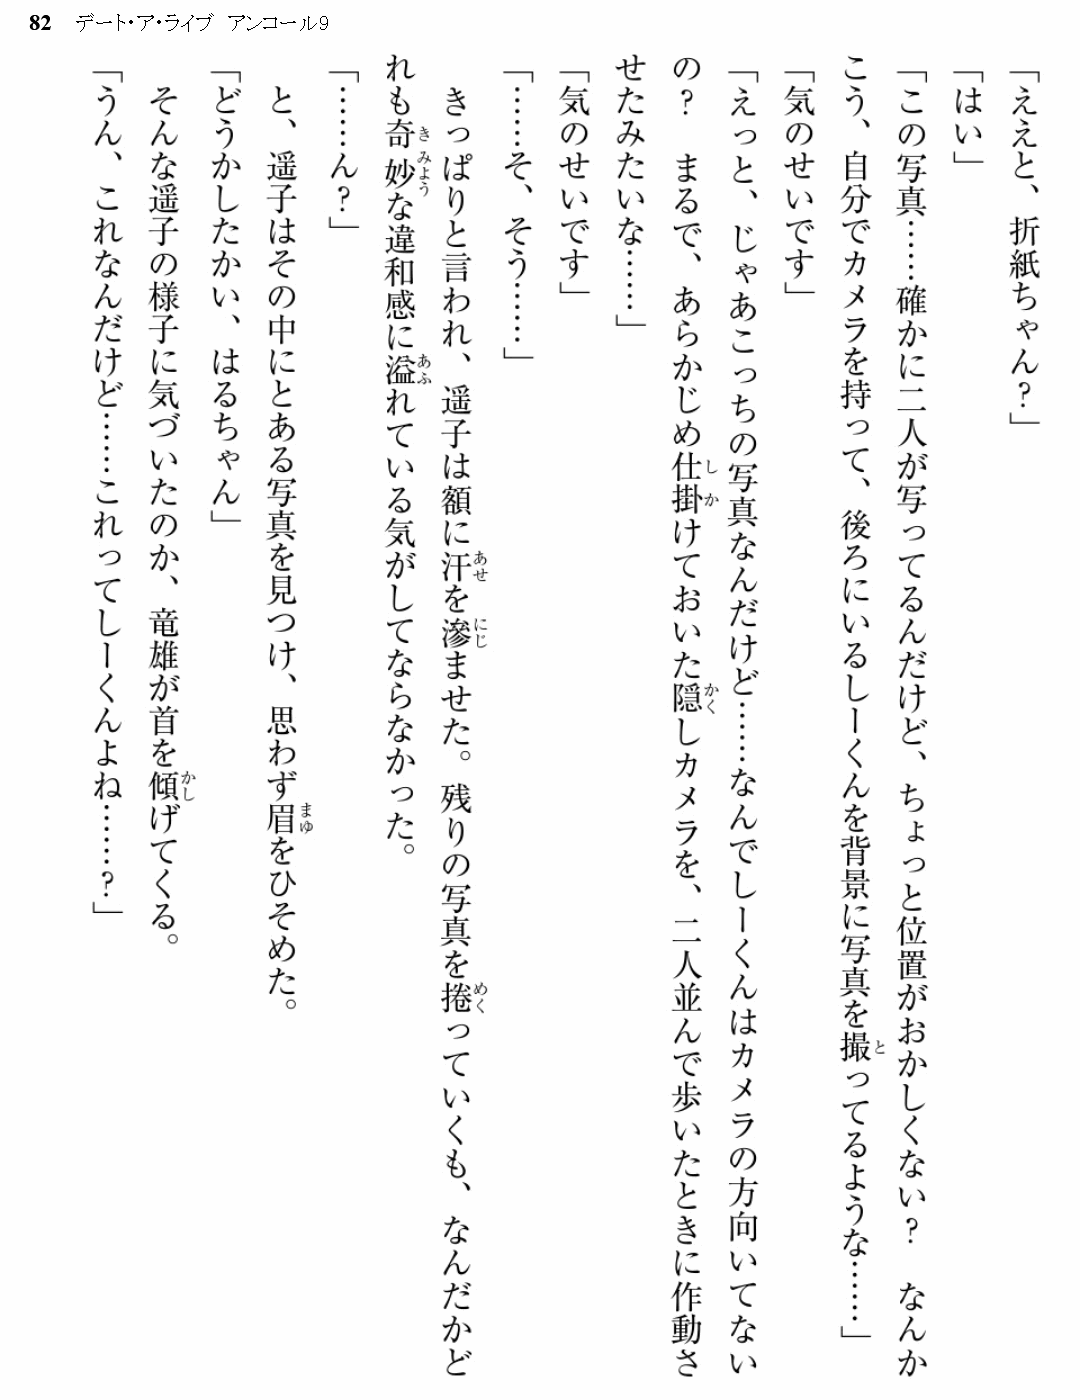 82 デート・ア・ライブ アンコール9
「ええと、折紙ちゃん？」
「はい」
「この写真……確かに二人が写ってるんだけど、ちょっと位置がおかしくない？　なんか
こう、自分でカメラを持って、後ろにいるしーくんを背景に写真を撮ってるような……」
「気のせいです」
「えっと、じゃあこっちの写真なんだけど……なんでしーくんはカメラの方向いてない
の？　まるで、あらかじめ仕掛けておいた隠しカメラを、二人並んで歩いたときに作動さ
せたみたいな……」
「気のせいです」
「……そ、そう……」
きっぱりと言われ、遥子は額に汗を滲ませた。残りの写真を捲っていくも、なんだかど
れも奇妙な違和感に溢れている気がしてならなかった。
「……ん？」
と、遥子はその中にとある写真を見つけ、思わず眉をひそめた。
「どうかしたかい、はるちゃん」
そんな遥子の様子に気づいたのか、竜雄が首を傾げてくる。
「うん、これなんだけど……これってしーくんよね……？」